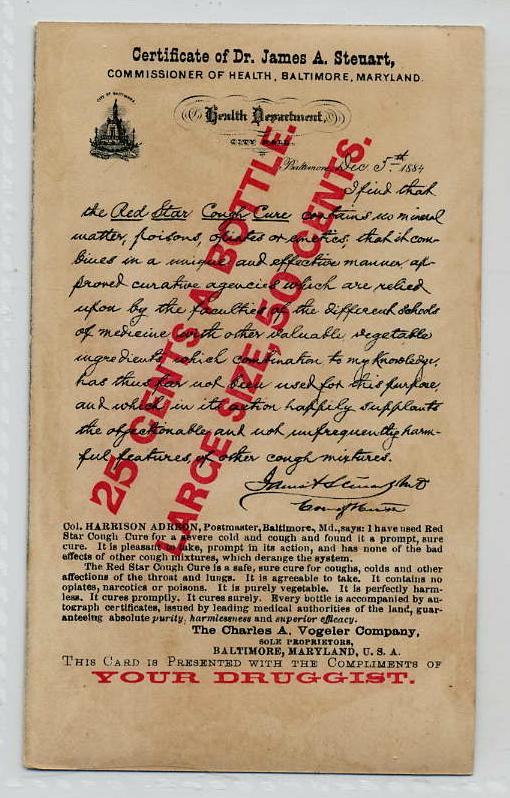 Certificate of Dr. James A. Steuart,
COMMISSIONER OF HEALTH, BALTIMORE, MARYLAND.
CITY OF BALTIMORE
Health Department,
CITY HALL.
Baltimore, Dec 5th 1884
I find that
the Red Star Cough Cure contains no mineral
matter, poisons, opiates or emetics, that it com-
bines in a unique and effective manner, ap-
proved curative agencies which are relied
upon by the faculties of the different schools
of medicine with other valuable vegetable
ingredients, which combination to my knowledge,
has thus far not been used for this purpose,
and which in its action happily supplants
the objectionable and not unfrequently harm-
ful features of other cough mixtures.
James A Steuart M D
Com of Health
25 CENTS A BOTTLE.
LARGE SIZE, 50 CENTS.
Col. HARRISON ADREON, Postmaster, Baltimore, Md., says: I have used Red
Star Cough Cure for a severe cold and cough and found it a prompt, sure
cure. It is pleasant to take, prompt in its action, and has none of the bad
effects of other cough mixtures, which derange the system.
The Red Star Cough Cure is a safe, sure cure for coughs, colds and other
affections of the throat and lungs. It is agreeable to take. It contains no
opiates, narcotics or poisons. It is purely vegetable. It is perfectly harm-
less. It cures promptly. It cures surely. Every bottle is accompanied by au-
tograph certificates, issued by leading medical authorities of the land, guar-
anteeing absolute purity, harmlessness and superior efficacy.
The Charles A. Vogeler Company,
SOLE PROPRIETORS,
BALTIMORE, MARYLAND, U. S. A.
THIS CARD IS PRESENTED WITH THE COMPLIMENTS OF
YOUR DRUGGIST.